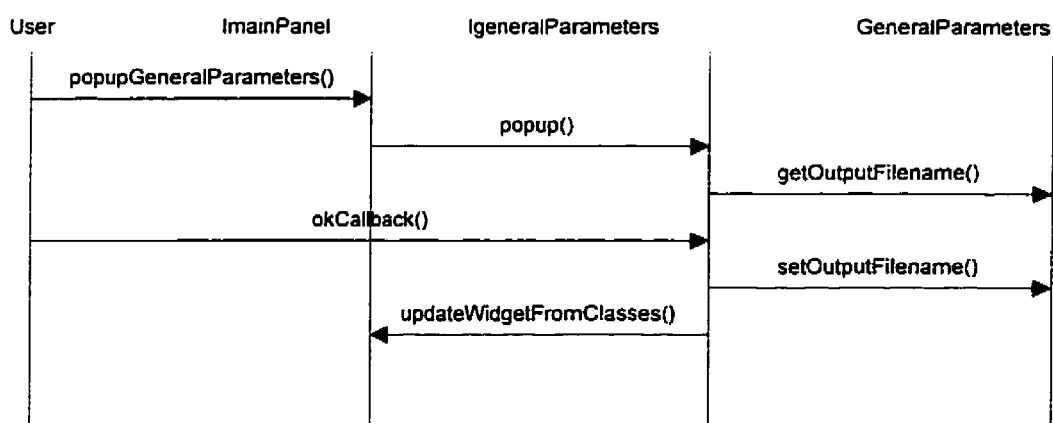 User ImainPanel IgeneralParameters GeneralParameters
popupGeneralParameters()
popup()
getOutputFilename()
okCallback()
setOutputFilename()
updateWidgetFromClasses()